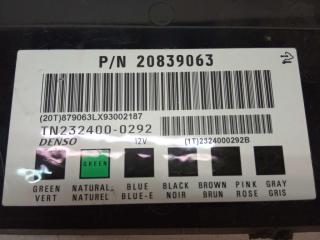 P/N 20839063
(20T)879063LX93002187
TN232400-0292
DENSO 12V (1T)2324000292B
GREEN
GREEN NATURAL BLUE BLACK BROWN PINK GRAY
VERT NATUREL BLUE-E NOIR BRUN ROSE GRIS